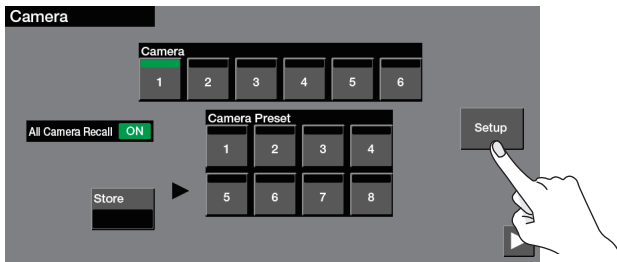 Camera
Camera
1 2 3 4 5 6
All Camera Recall ON
Camera Preset
1 2 3 4
Setup
Store
5 6 7 8